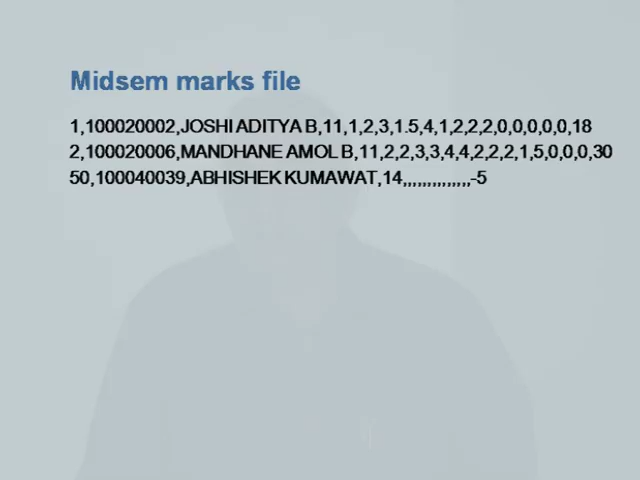 Midsem marks file
1,100020002,JOSHI ADITYA B,11,1,2,3,1.5,4,1,2,2,2,0,0,0,0,0,18
2,100020006,MANDHANE AMOL B,11,2,2,3,3,4,4,2,2,2,1,5,0,0,0,30
50,100040039,ABHISHEK KUMAWAT,14,,,,,,,,,,,,,,,-5